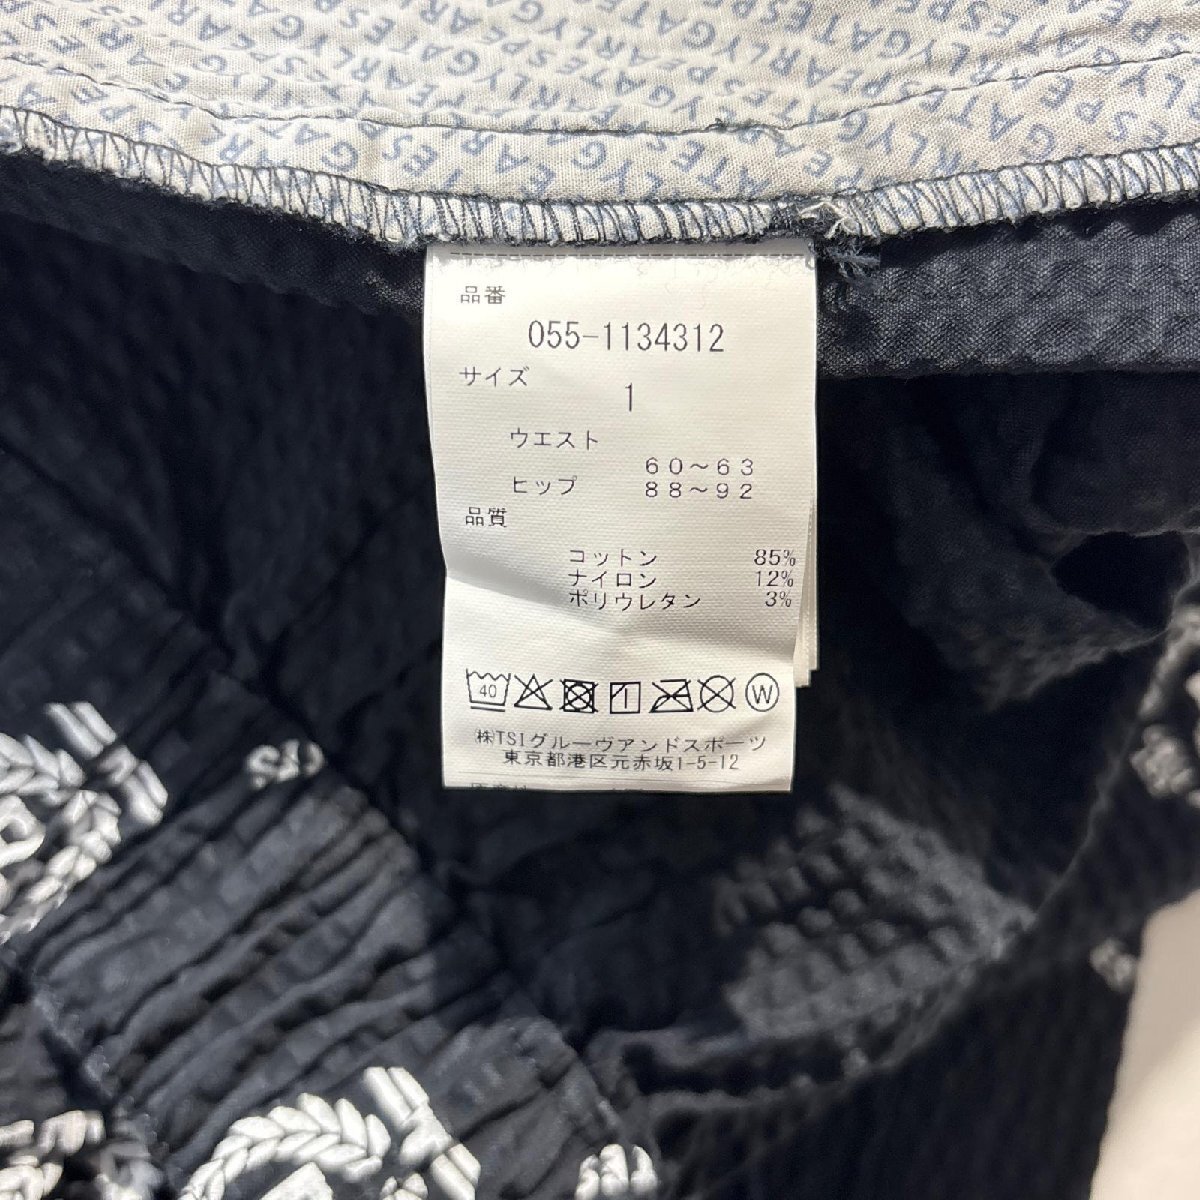 PEARLYGATES
品番
055-1134312
サイズ
1
ウエスト
60～63
ヒップ 88～92
品質
コットン 85%
ナイロン 12%
ポリウレタン 3%
40 W
㈱TSIグルーヴアンドスポーツ
東京都港区元赤坂1-5-12